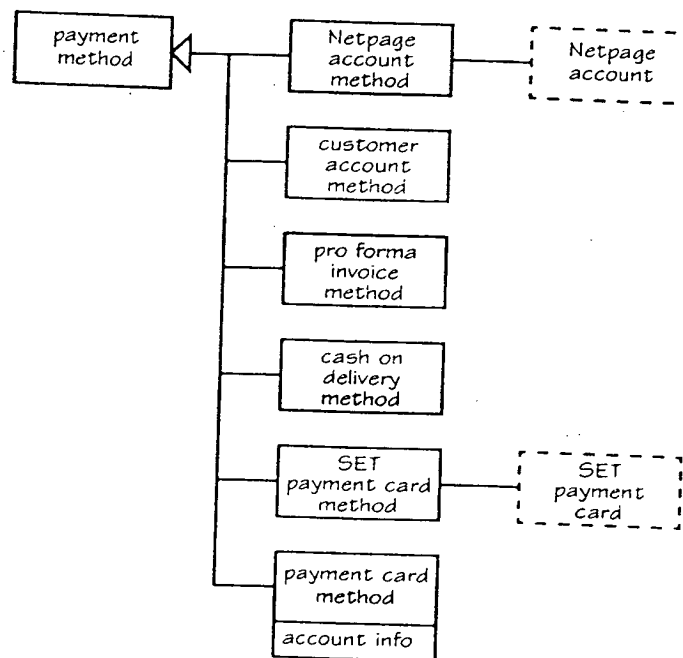 payment
method
Netpage
account
method
Netpage
account
customer
account
method
pro forma
invoice
method
cash on
delivery
method
SET
payment card
method
SET
payment
card
payment card
method
account info